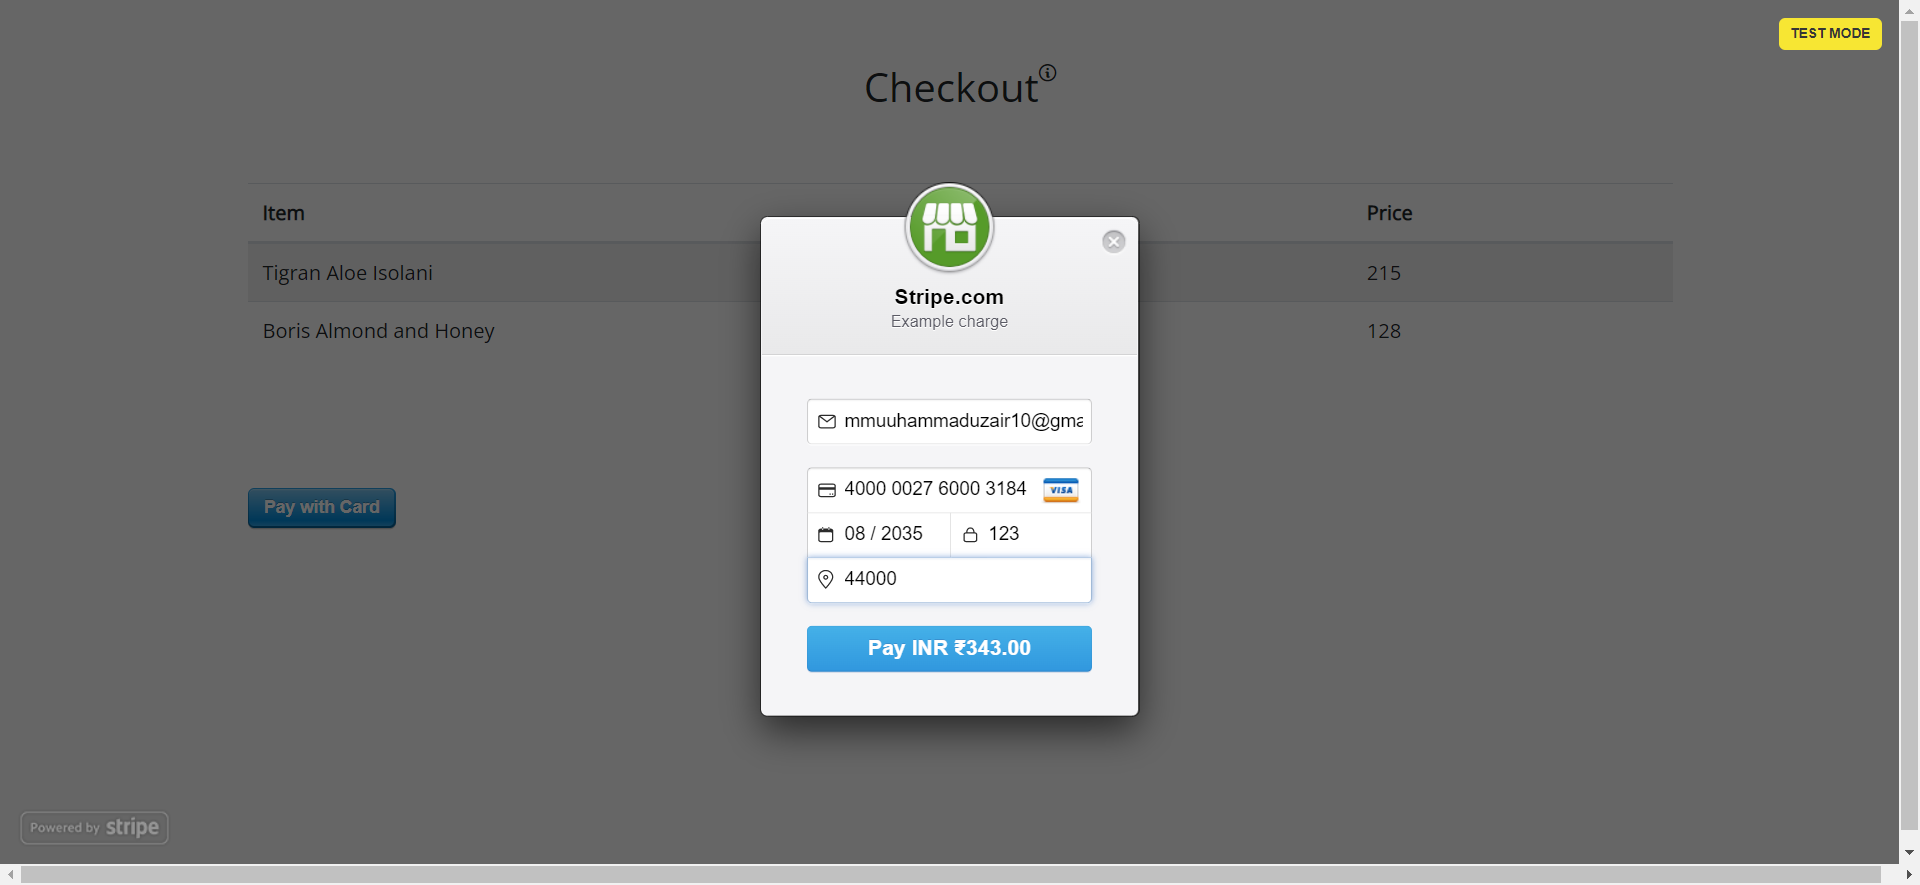 TEST MODE
Checkout
Item Price
Tigran Aloe Isolani 215
Boris Almond and Honey 128
Pay with Card
Stripe.com
Example charge
mmuuhammaduzair10@gma
4000 0027 6000 3184 VISA
08 / 2035 123
44000
Pay INR ₹343.00
Powered by stripe